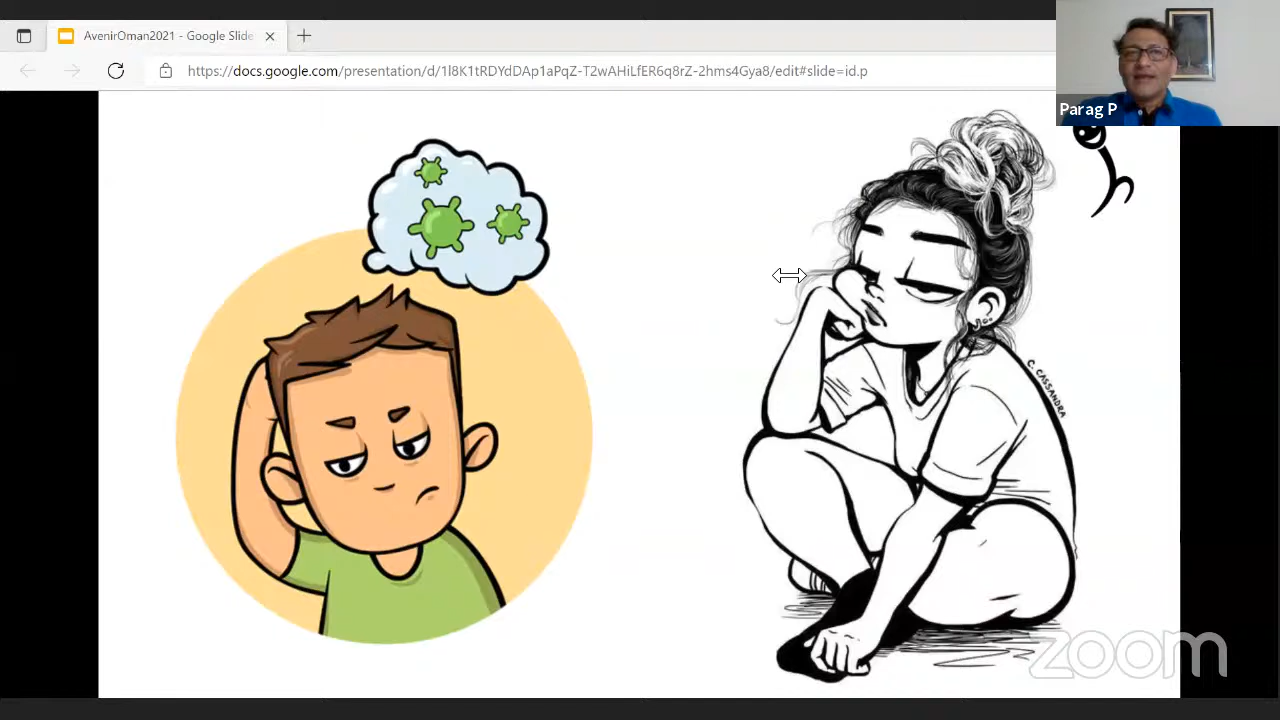 AvenirOman2021 - Google Slide
https://docs.google.com/presentation/d/1l8K1tRDYdDAp1aPqZ-T2wAHiLfER6q8rZ-2hms4Gya8/edit#slide=id.p
Parag P
C. CASSANDRA
zoom